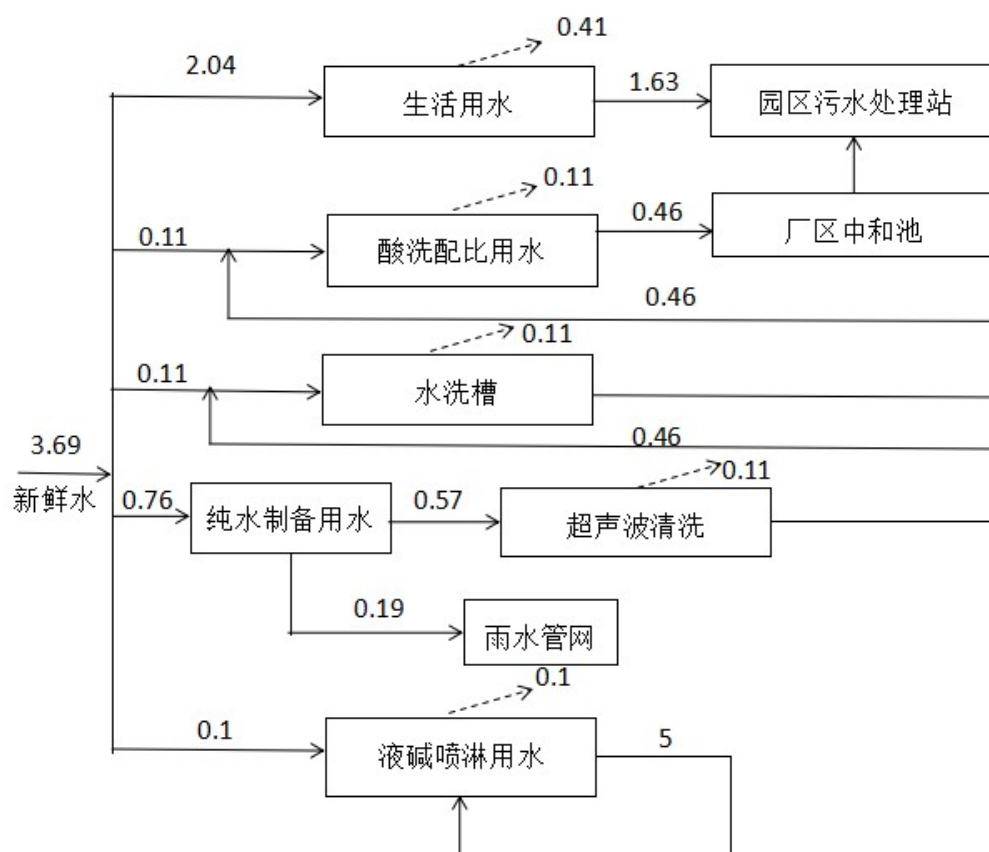 0.41
2.04
生活用水
1.63
园区污水处理站
0.11
0.11
酸洗配比用水
0.46
厂区中和池
0.46
0.11
0.11
水洗槽
0.46
3.69
新鲜水
0.76
纯水制备用水
0.57
0.11
超声波清洗
0.19
雨水管网
0.1
0.1
液碱喷淋用水
5